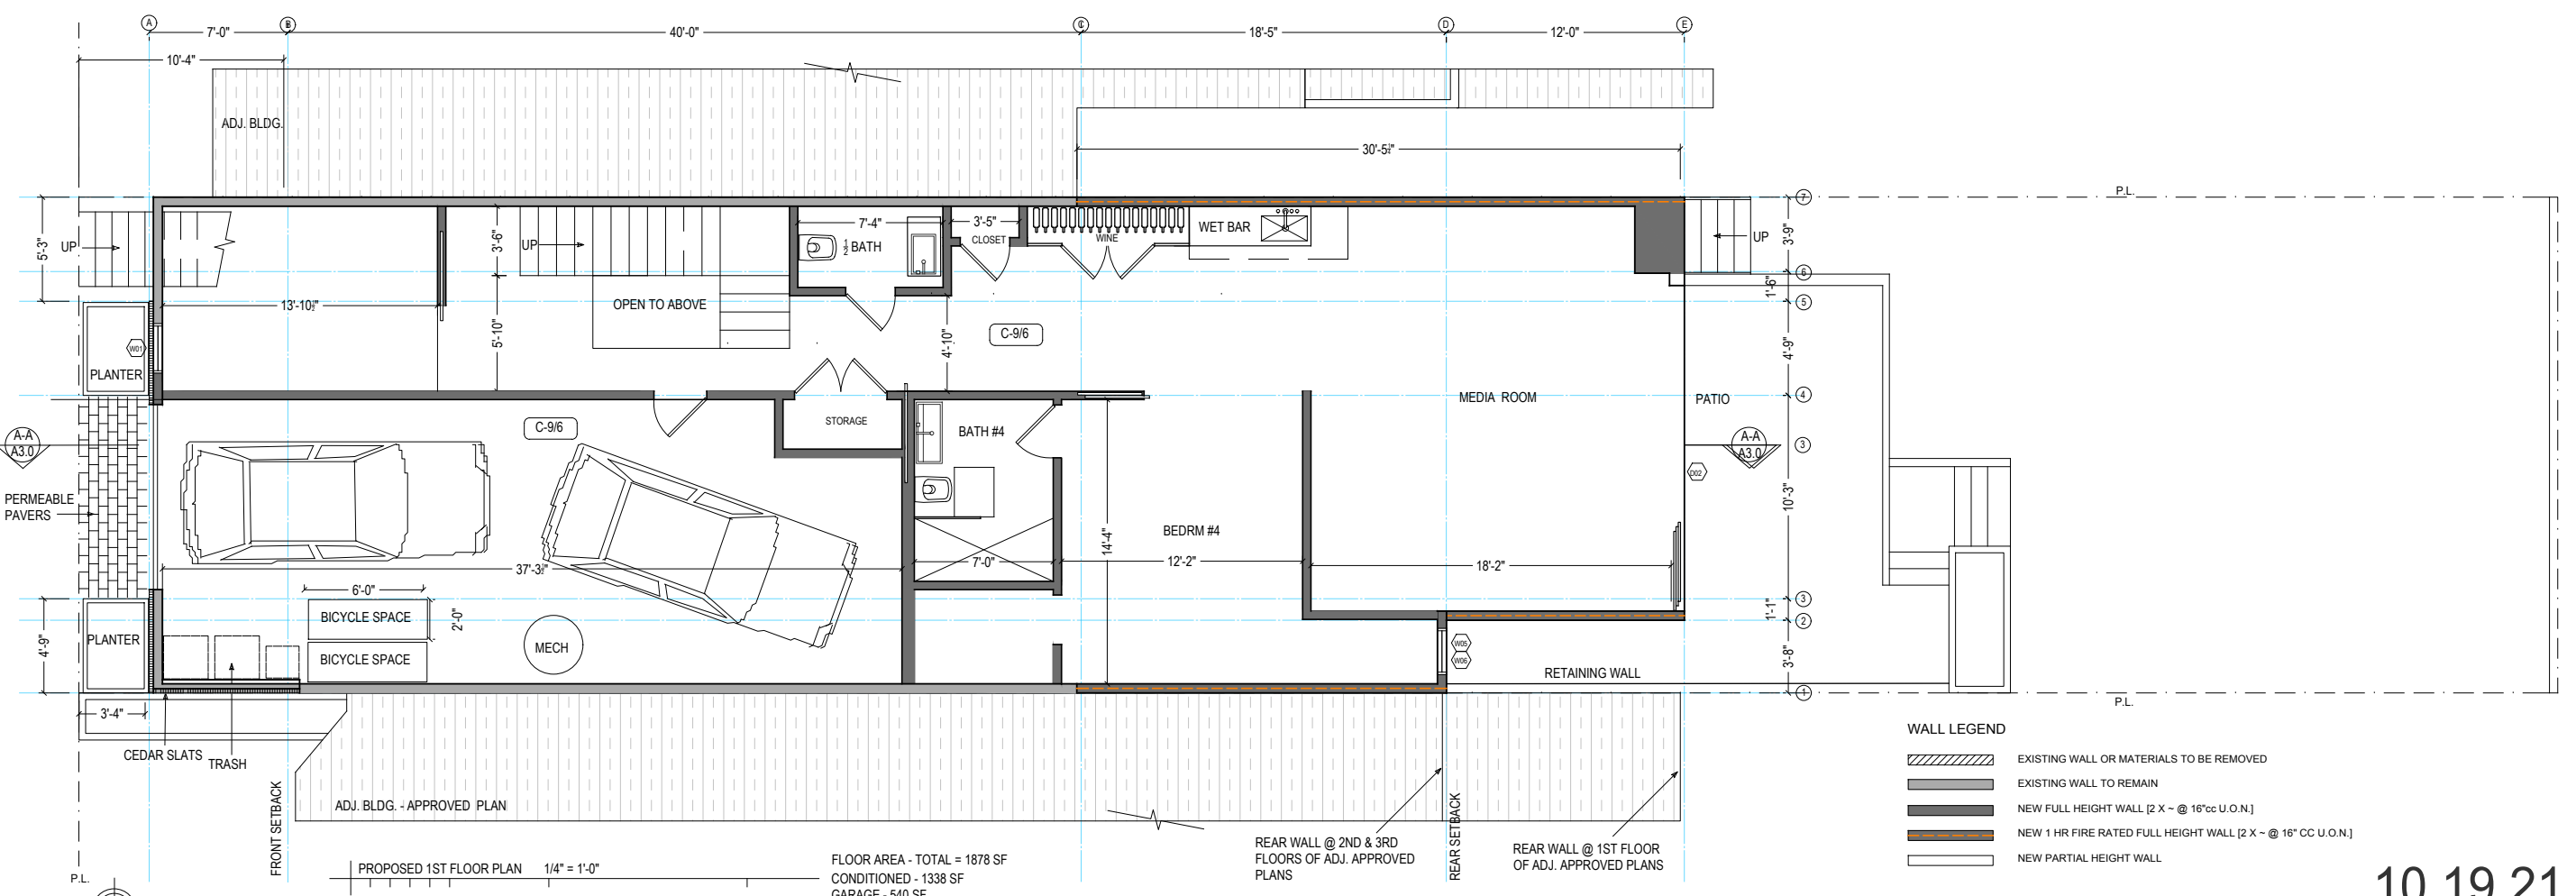 A
B
C
D
E
7'-0"
40'-0"
18'-5"
12'-0"
10'-4"
ADJ. BLDG.
30'-5½"
P.L.
7
5'-3"
UP
3'-6"
UP
7'-4"
½ BATH
3'-5"
CLOSET
WINE
WET BAR
UP
3'-9"
6
1'-6"
5
13'-10½"
OPEN TO ABOVE
5'-10"
4'-10"
C-9/6
4'-9"
W01
PLANTER
4
STORAGE
MEDIA ROOM
PATIO
C-9/6
BATH #4
A-A
A3.0
A-A
A3.0
3
D02
PERMEABLE
PAVERS
10'-3"
BEDRM #4
14'-4"
37'-3½"
7'-0"
12'-2"
18'-2"
6'-0"
BICYCLE SPACE
2'-0"
3
1'-1"
2
PLANTER
4'-9"
MECH
BICYCLE SPACE
W05
W06
3'-8"
RETAINING WALL
1
P.L.
3'-4"
CEDAR SLATS
TRASH
FRONT SETBACK
ADJ. BLDG. - APPROVED PLAN
REAR SETBACK
REAR WALL @ 2ND & 3RD
FLOORS OF ADJ. APPROVED
PLANS
REAR WALL @ 1ST FLOOR
OF ADJ. APPROVED PLANS
WALL LEGEND
EXISTING WALL OR MATERIALS TO BE REMOVED
EXISTING WALL TO REMAIN
NEW FULL HEIGHT WALL [2 X ~ @ 16"cc U.O.N.]
NEW 1 HR FIRE RATED FULL HEIGHT WALL [2 X ~ @ 16" CC U.O.N.]
NEW PARTIAL HEIGHT WALL
P.L.
PROPOSED 1ST FLOOR PLAN 1/4" = 1'-0"
FLOOR AREA - TOTAL = 1878 SF
CONDITIONED - 1338 SF
GARAGE - 540 SF
10.19.21